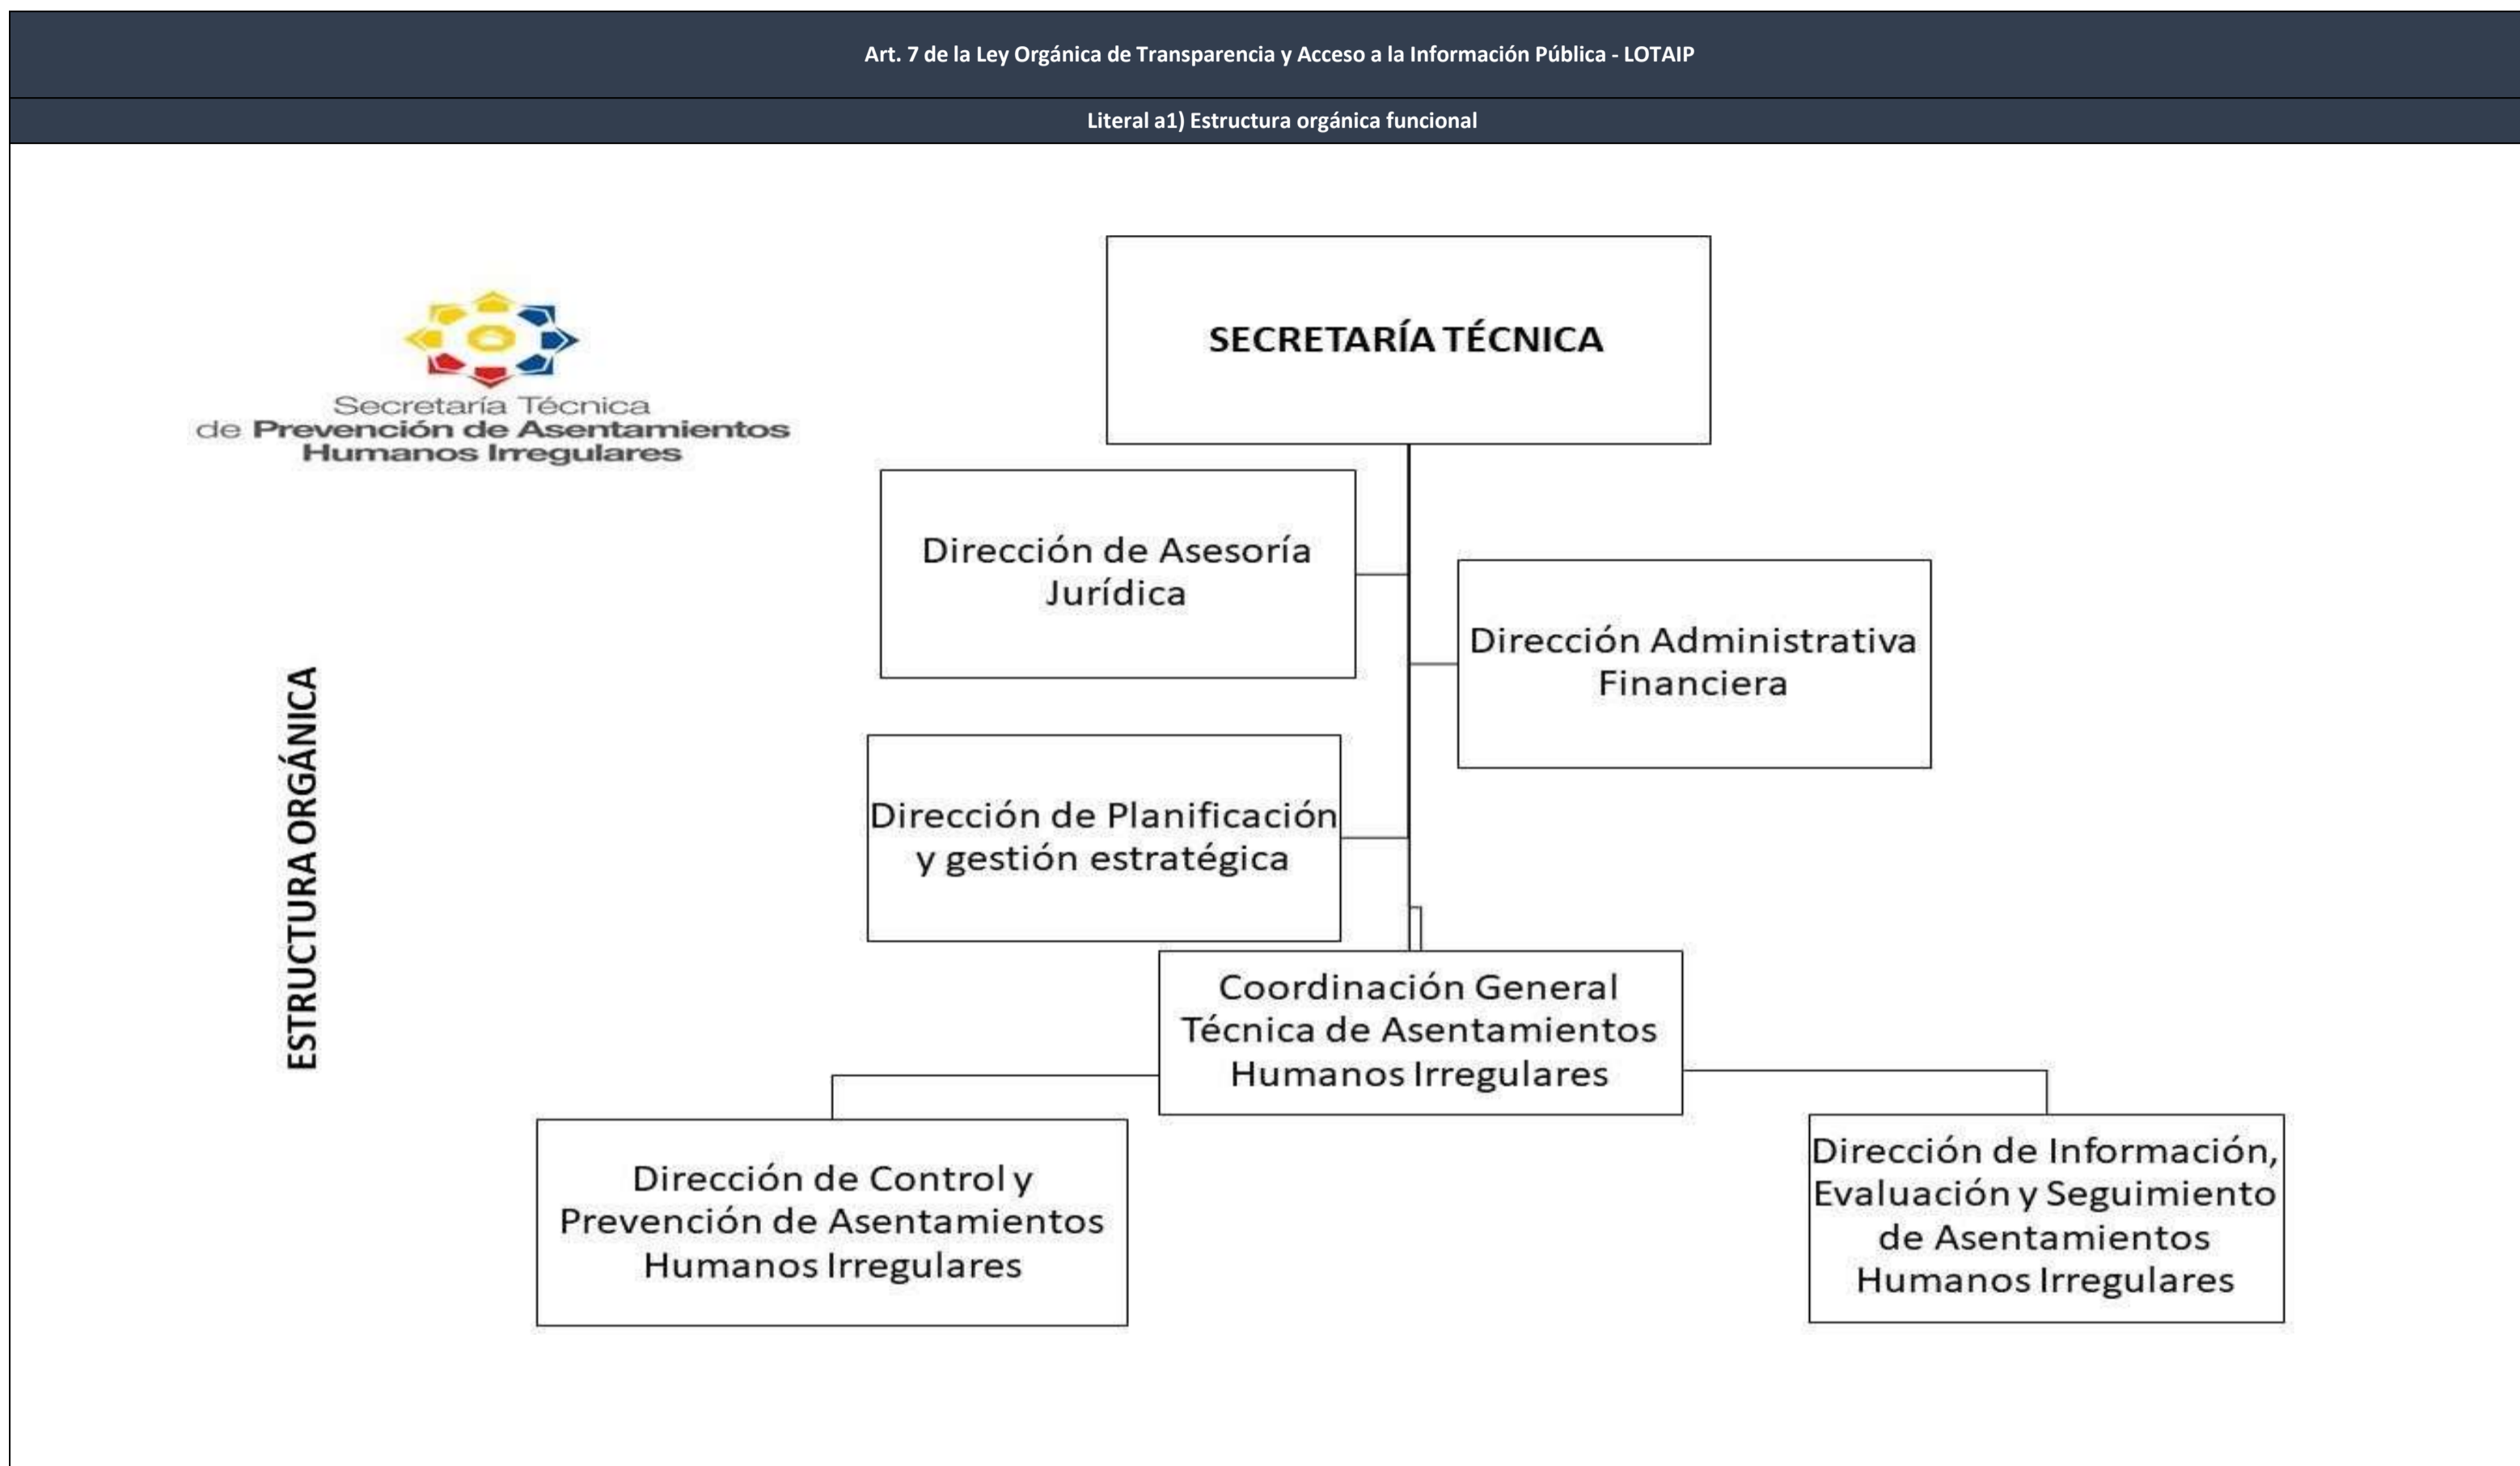 Art. 7 de la Ley Orgánica de Transparencia y Acceso a la Información Pública - LOTAIP
Literal a1) Estructura orgánica funcional
Secretaría Técnica
de Prevención de Asentamientos
Humanos Irregulares
ESTRUCTURA ORGÁNICA
SECRETARÍA TÉCNICA
Dirección de Asesoría
Jurídica
Dirección Administrativa
Financiera
Dirección de Planificación
y gestión estratégica
Coordinación General
Técnica de Asentamientos
Humanos Irregulares
Dirección de Control y
Prevención de Asentamientos
Humanos Irregulares
Dirección de Información,
Evaluación y Seguimiento
de Asentamientos
Humanos Irregulares